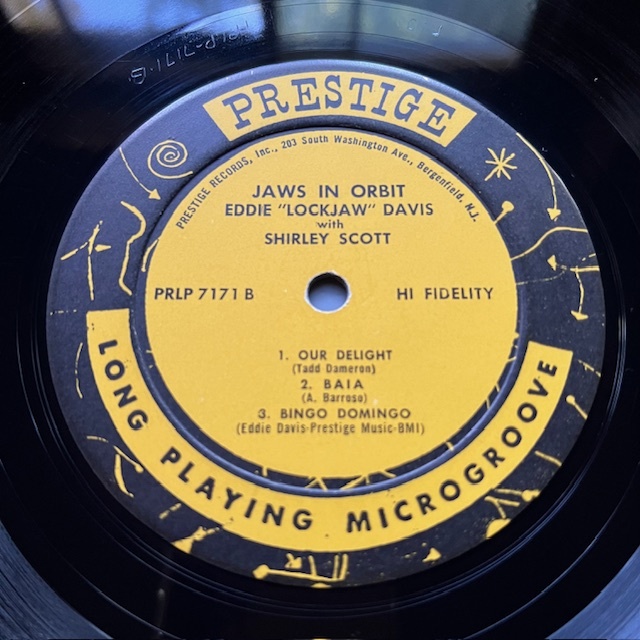 PRLP-7171-B
PRESTIGE
PRESTIGE RECORDS, Inc., 203 South Washington Ave., Bergenfield, N.J.
JAWS IN ORBIT
EDDIE "LOCKJAW" DAVIS
with
SHIRLEY SCOTT
PRLP 7171 B HI FIDELITY
1. OUR DELIGHT
(Tadd Dameron)
2. BAIA
(A. Barroso)
3. BINGO DOMINGO
(Eddie Davis-Prestige Music-BMI)
LONG PLAYING MICROGROOVE